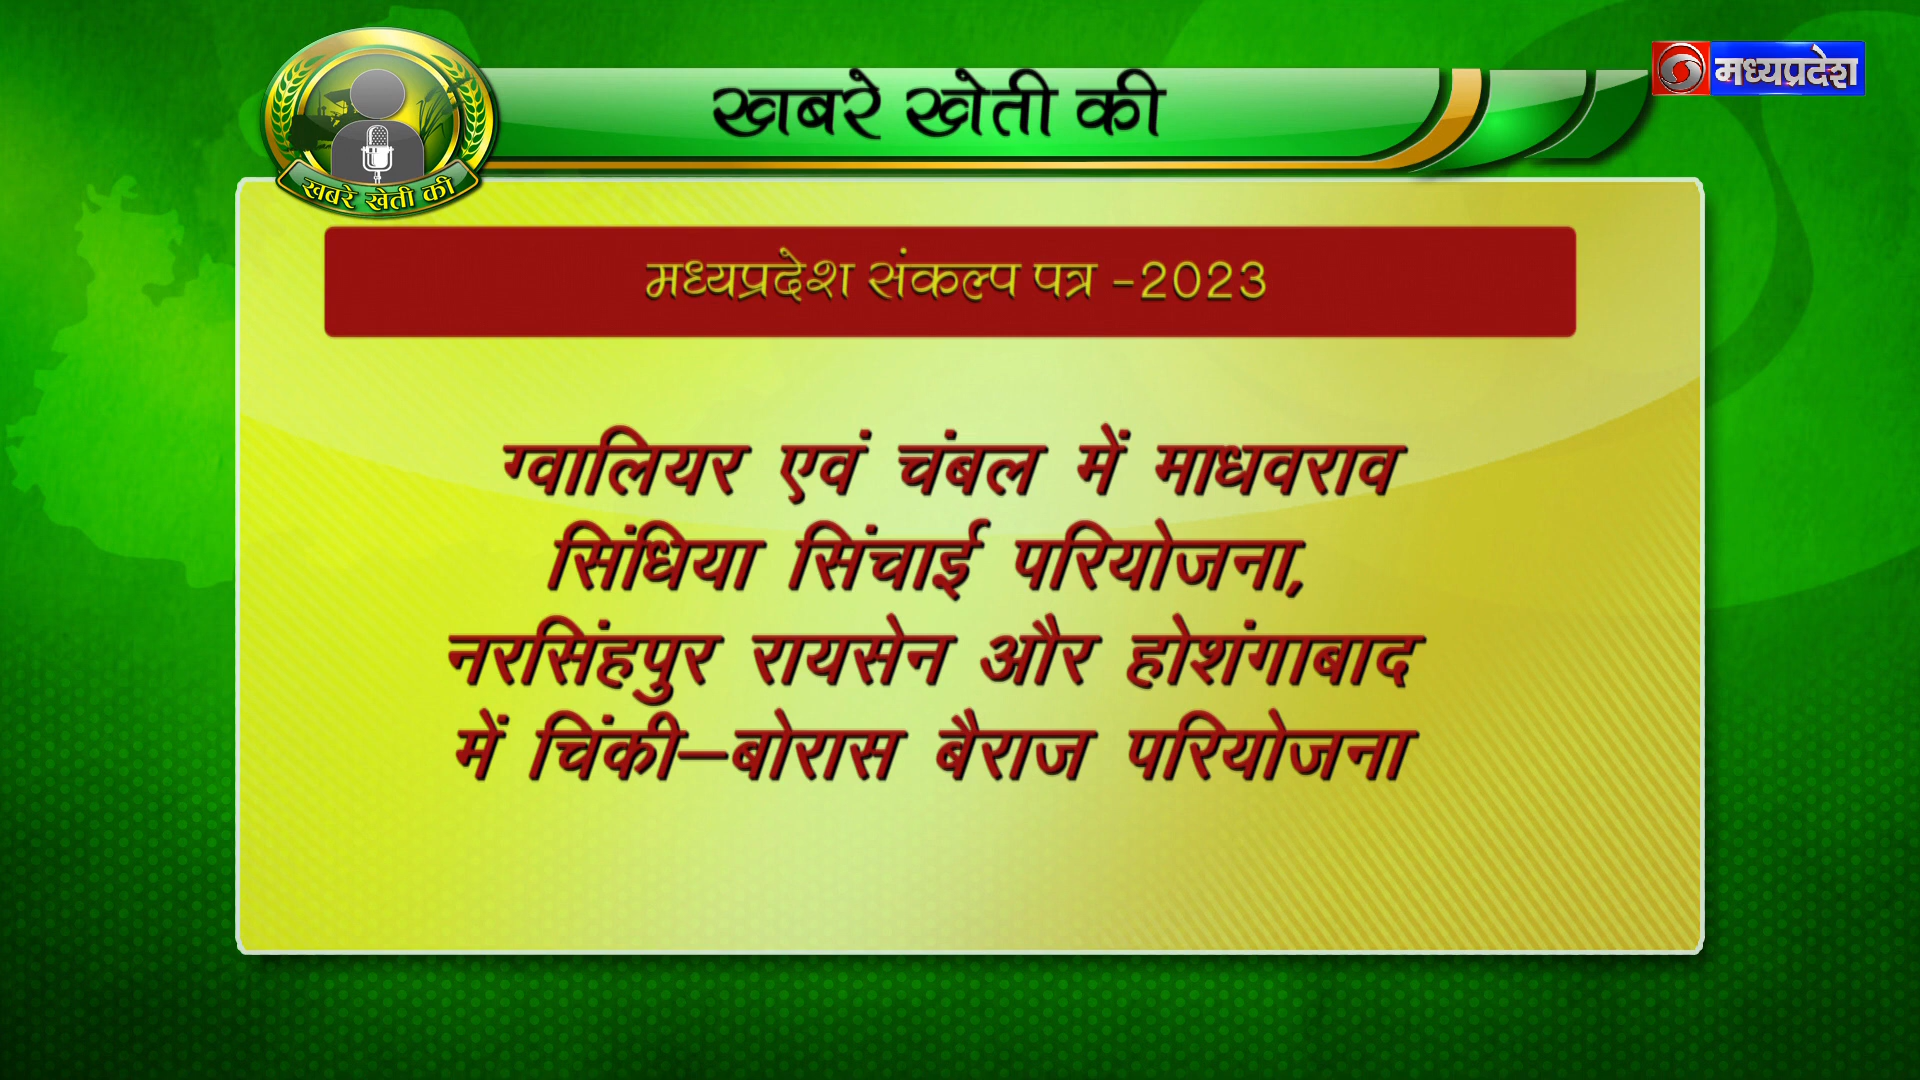 खबरे खेती की
मध्यप्रदेश
खबरे खेती की
मध्यप्रदेश संकल्प पत्र -2023
ग्वालियर एवं चंबल में माधवराव
सिंधिया सिंचाई परियोजना,
नरसिंहपुर रायसेन और होशंगाबाद
में चिंकी–बोरास बैराज परियोजना